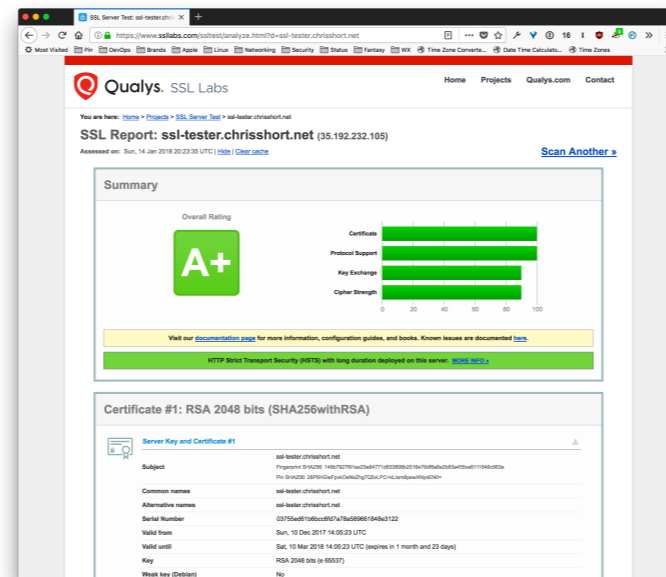 SSL Server Test: ssl-tester.chris
https://www.ssllabs.com/ssltest/analyze.html?d=ssl-tester.chrisshort.net
16
Most Visited Pin DevOps Brands Apple Linux Networking Security Status Fantasy WX Time Zone Converte... Date Time Calculato... Time Zones
Qualys. SSL Labs
Home Projects Qualys.com Contact
You are here: Home > Projects > SSL Server Test > ssl-tester.chrisshort.net
SSL Report: ssl-tester.chrisshort.net (35.192.232.105)
Assessed on: Sun, 14 Jan 2018 20:23:35 UTC | Hide | Clear cache
Scan Another »
Summary
Overall Rating
A+
Certificate
Protocol Support
Key Exchange
Cipher Strength
0 20 40 60 80 100
Visit our documentation page for more information, configuration guides, and books. Known issues are documented here.
HTTP Strict Transport Security (HSTS) with long duration deployed on this server. MORE INFO »
Certificate #1: RSA 2048 bits (SHA256withRSA)
Server Key and Certificate #1
Subject
ssl-tester.chrisshort.net
Fingerprint SHA256:
Pin SHA256:
Common names ssl-tester.chrisshort.net
Alternative names ssl-tester.chrisshort.net
Serial Number
Valid from Sun, 10 Dec 2017 14:05:23 UTC
Valid until Sat, 10 Mar 2018 14:05:23 UTC (expires in 1 month and 23 days)
Key RSA 2048 bits (e 65537)
Weak key (Debian) No